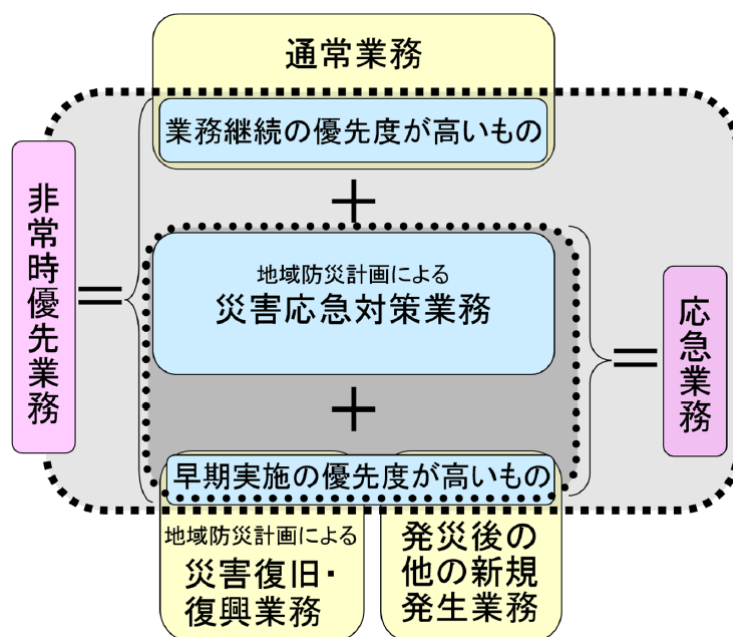 通常業務
業務継続の優先度が高いもの
+
非常時優先業務
=
地域防災計画による
災害応急対策業務
=
応急業務
+
早期実施の優先度が高いもの
地域防災計画による
災害復旧・
復興業務
発災後の
他の新規
発生業務